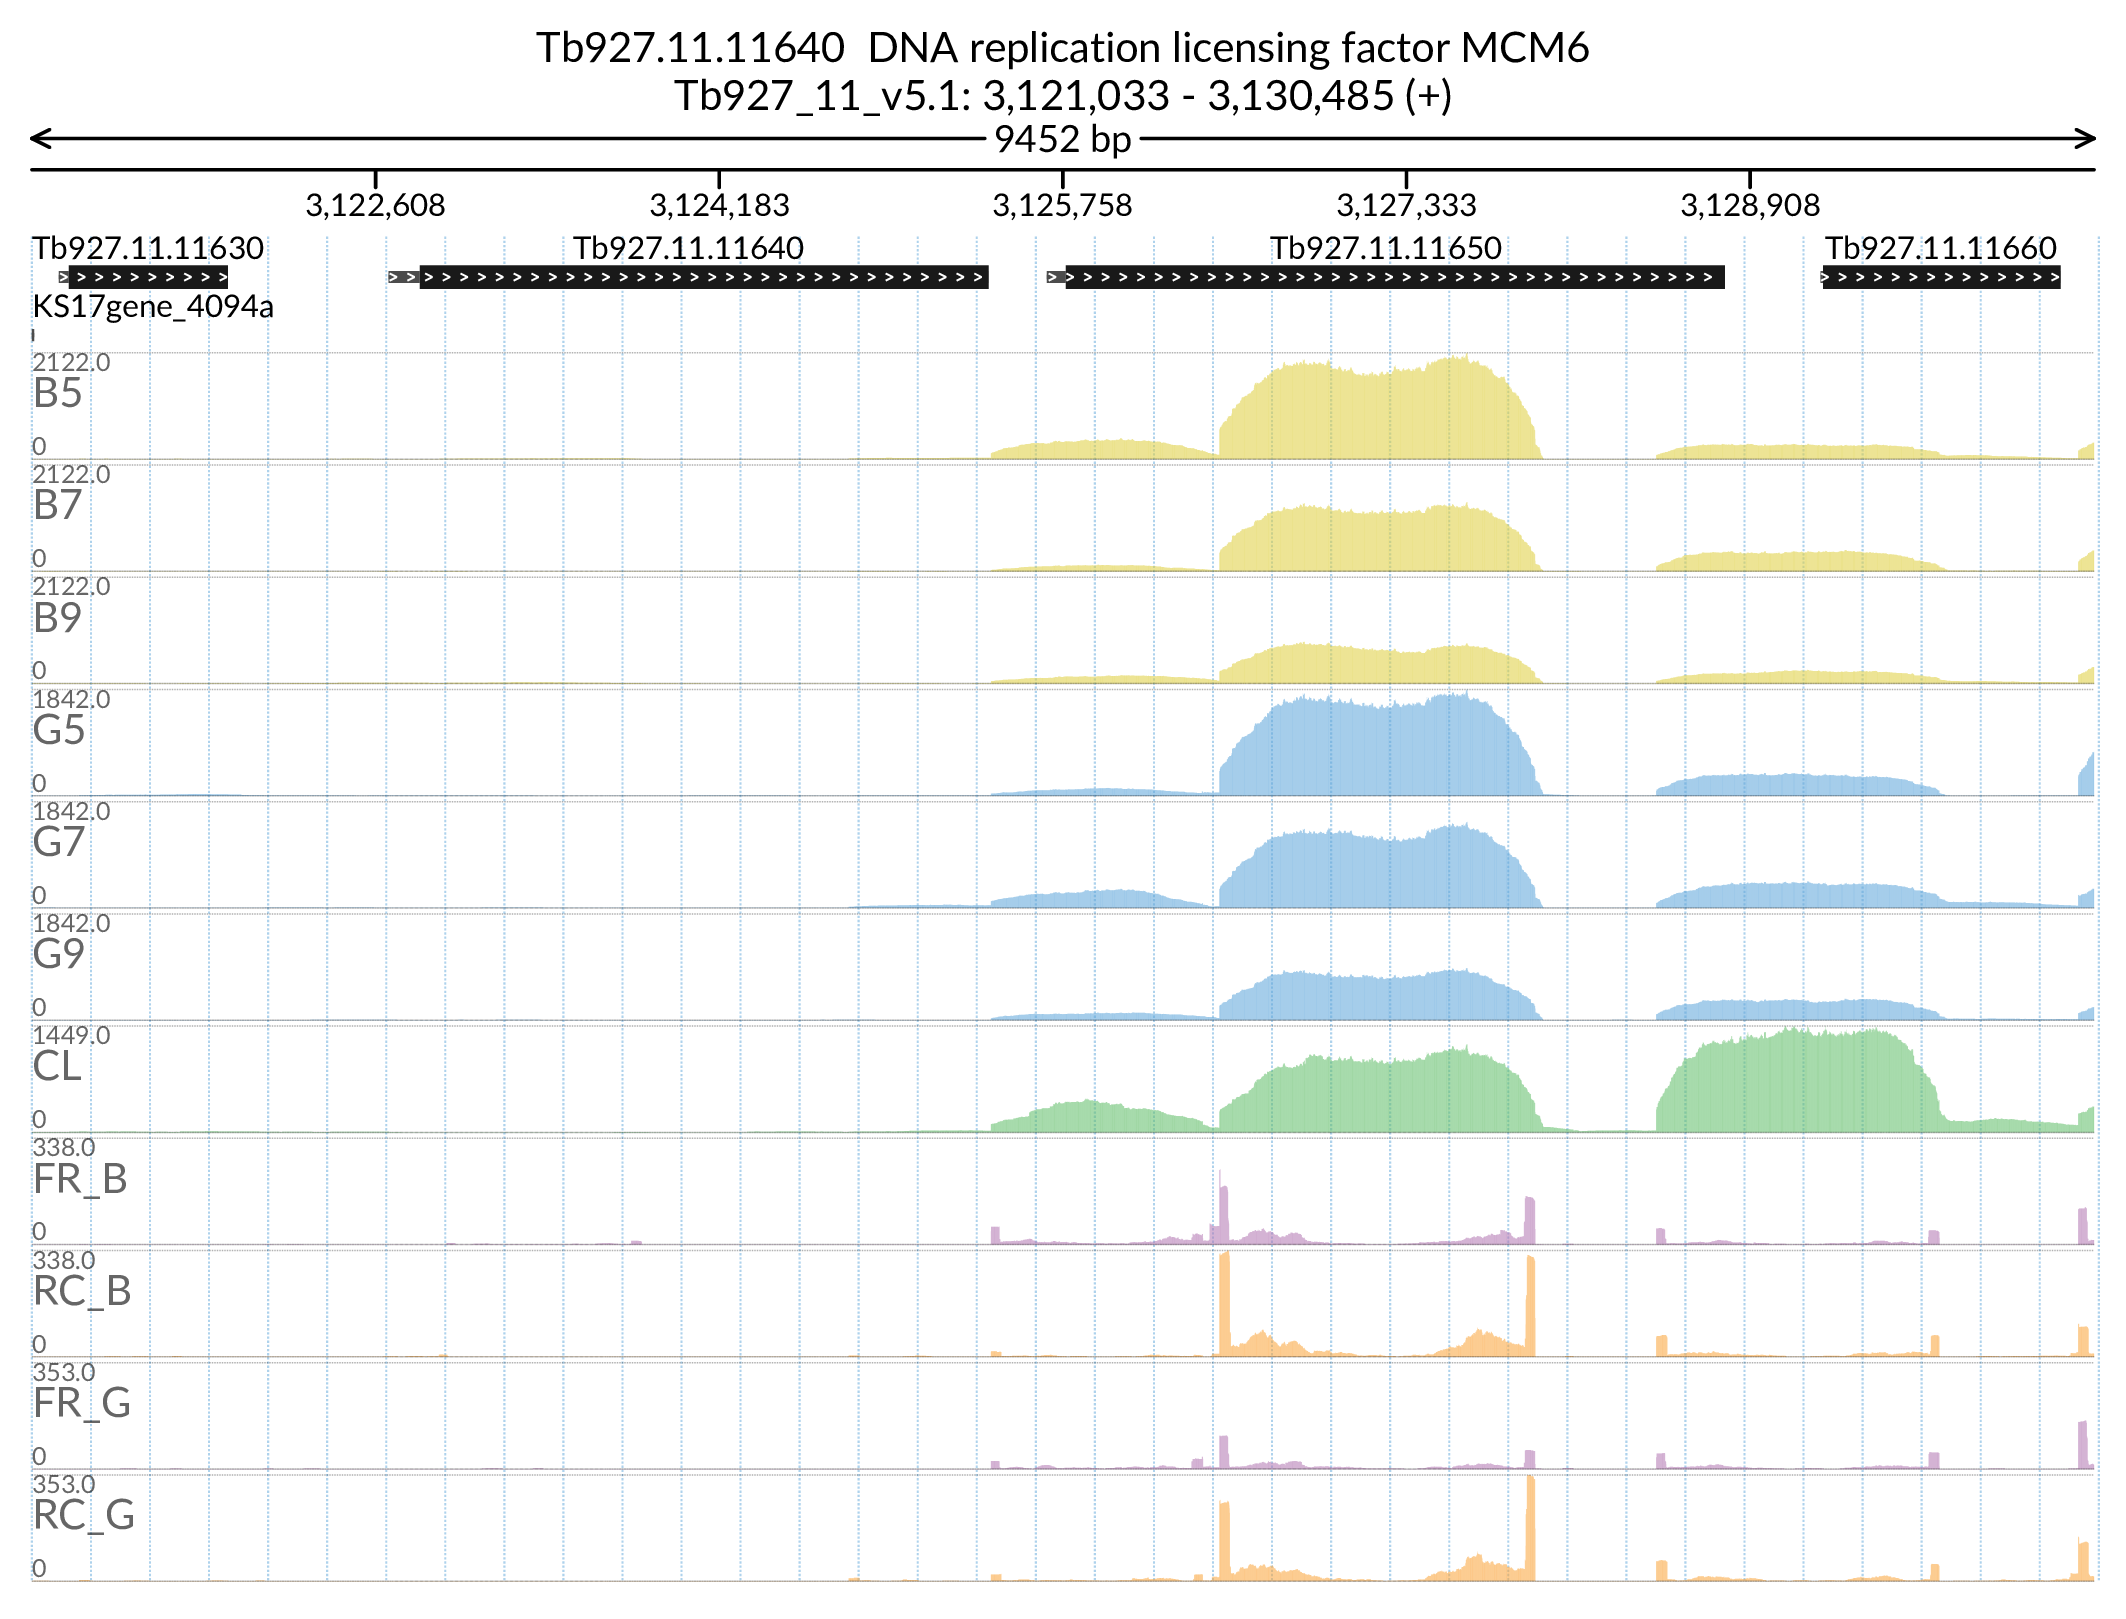 Tb927.11.11640  DNA replication licensing factor MCM6
Tb927_11_v5.1: 3,121,033 - 3,130,485 (+)
9452 bp
3,122,608 3,124,183 3,125,758 3,127,333 3,128,908
Tb927.11.11630 Tb927.11.11640 Tb927.11.11650 Tb927.11.11660
KS17gene_4094a
2122.0
B5
0
2122.0
B7
0
2122.0
B9
0
1842.0
G5
0
1842.0
G7
0
1842.0
G9
0
1449.0
CL
0
338.0
FR_B
0
338.0
RC_B
0
353.0
FR_G
0
353.0
RC_G
0